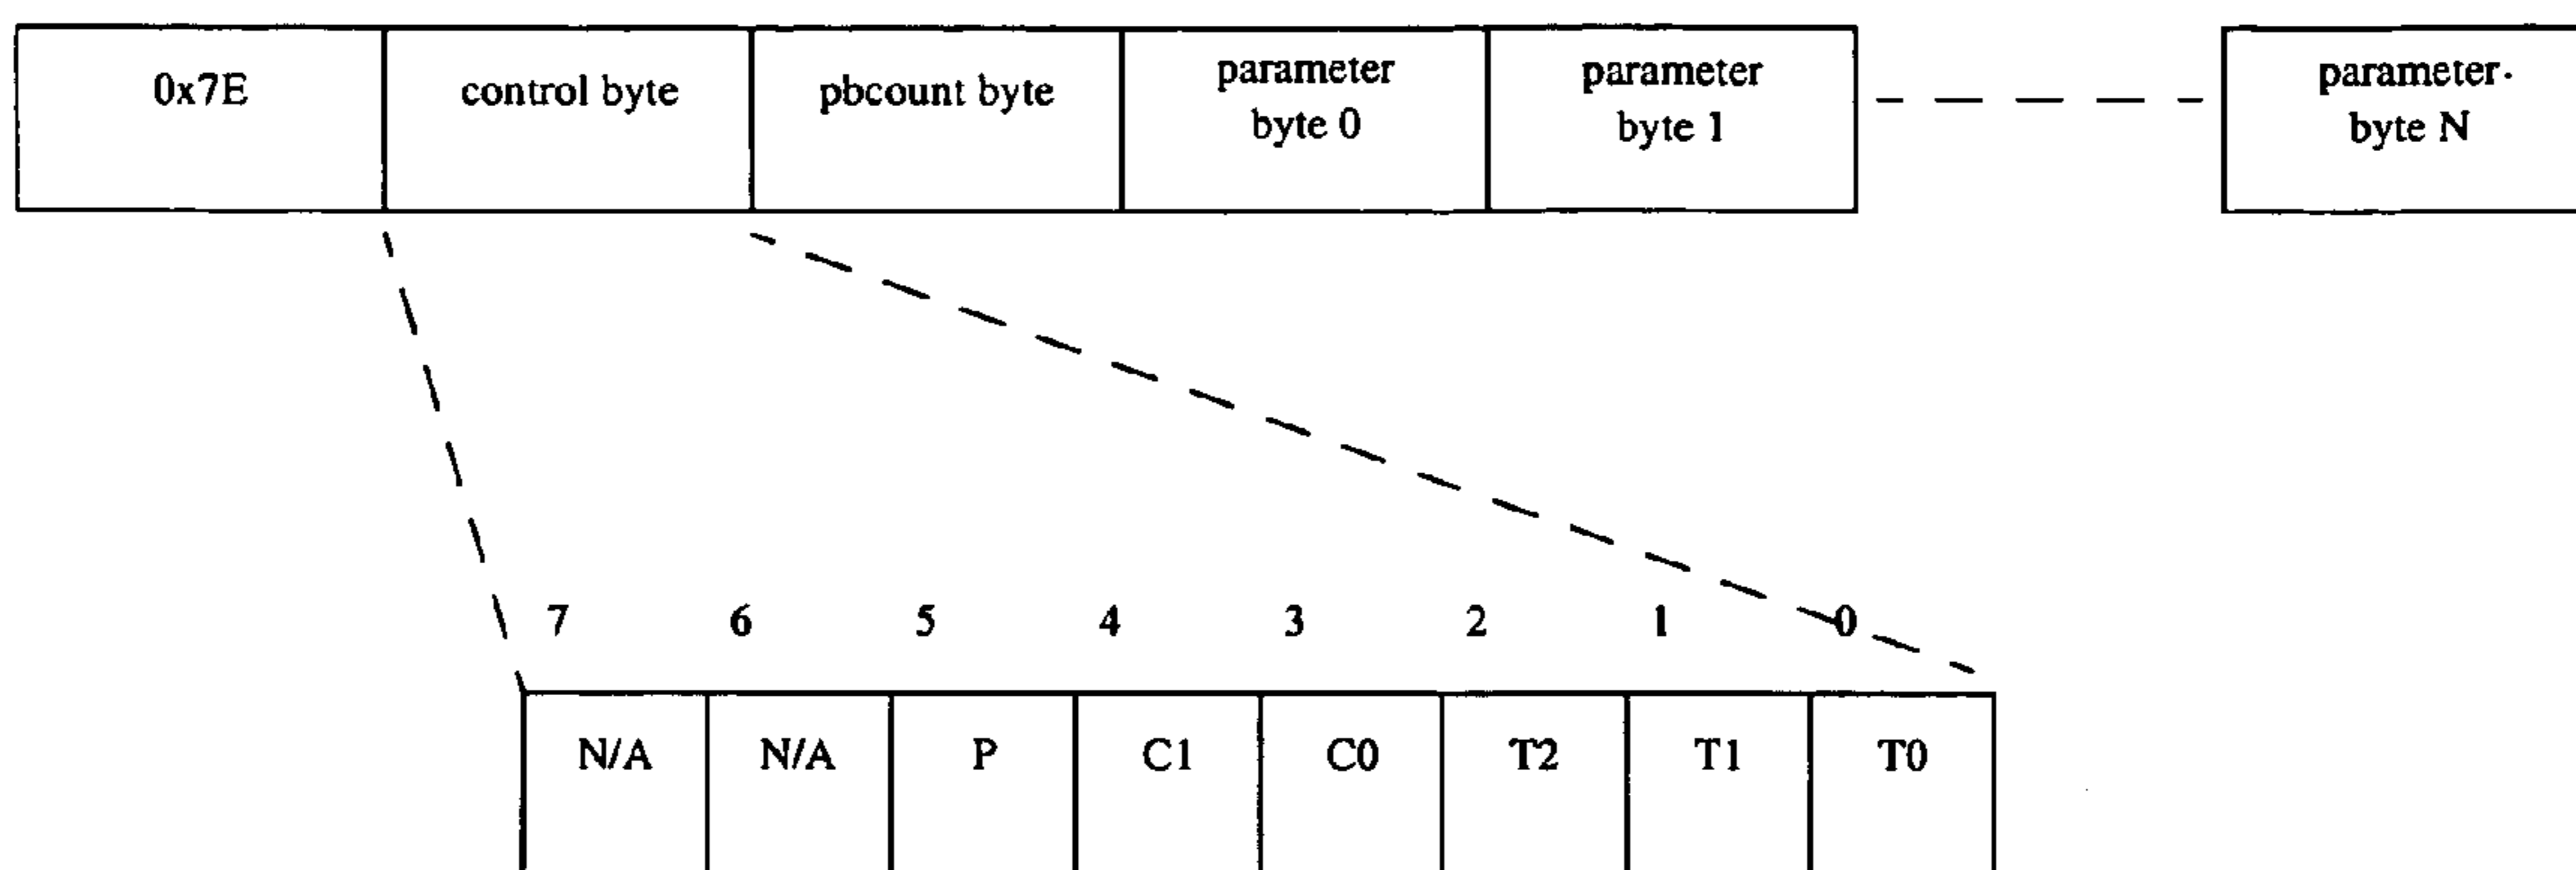 0x7E
control byte
pbcount byte
parameter
byte 0
parameter
byte 1
parameter
byte N
7 6 5 4 3 2 1 0
N/A N/A P C1 C0 T2 T1 T0